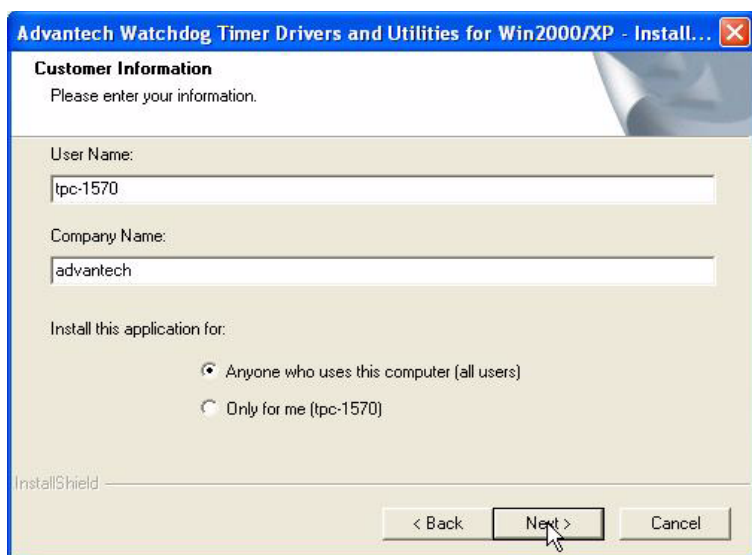 Advantech Watchdog Timer Drivers and Utilities for Win2000/XP - Install...
Customer Information
Please enter your information.
User Name:
tpc-1570
Company Name:
advantech
Install this application for:
Anyone who uses this computer (all users)
Only for me (tpc-1570)
InstallShield
< Back Next > Cancel